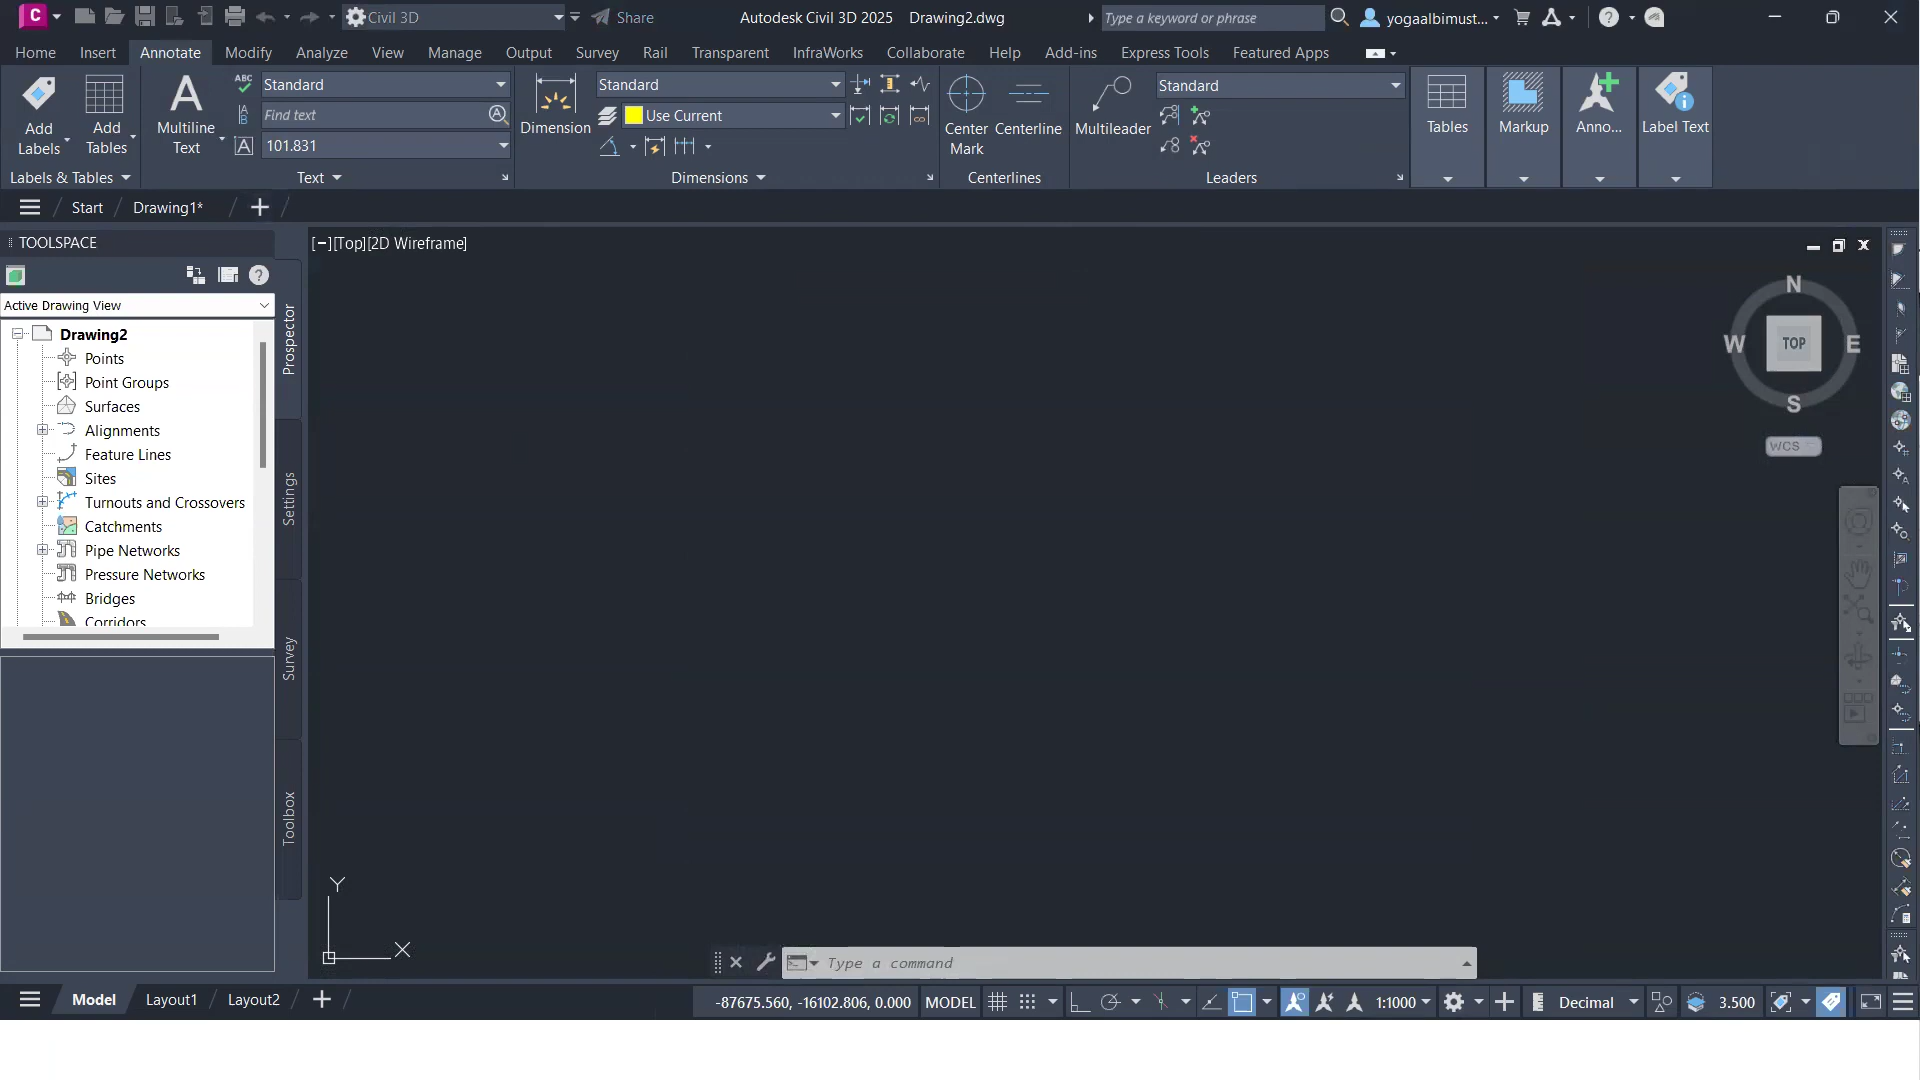 C Civil 3D Share Autodesk Civil 3D 2025 Drawing2.dwg Type a keyword or phrase yogaalbimust... ?
Home Insert Annotate Modify Analyze View Manage Output Survey Rail Transparent InfraWorks Collaborate Help Add-ins Express Tools Featured Apps
Add Labels
Add Tables
Labels & Tables
A Multiline Text
ABC Standard
Find text
A 101.831
Text
Dimension
Standard
Use Current
Dimensions
Center Mark
Centerline
Centerlines
Multileader
Standard
Leaders
Tables
Markup
Anno...
Label Text
Start Drawing1*
TOOLSPACE
?
Active Drawing View
Drawing2
Points
Point Groups
Surfaces
Alignments
Feature Lines
Sites
Turnouts and Crossovers
Catchments
Pipe Networks
Pressure Networks
Bridges
Corridors
Prospector
Settings
Survey
Toolbox
[−][Top][2D Wireframe]
N
W TOP E
S
WCS
Y
X
Type a command
Model Layout1 Layout2
-87675.560, -16102.806, 0.000 MODEL 1:1000 Decimal 3.500